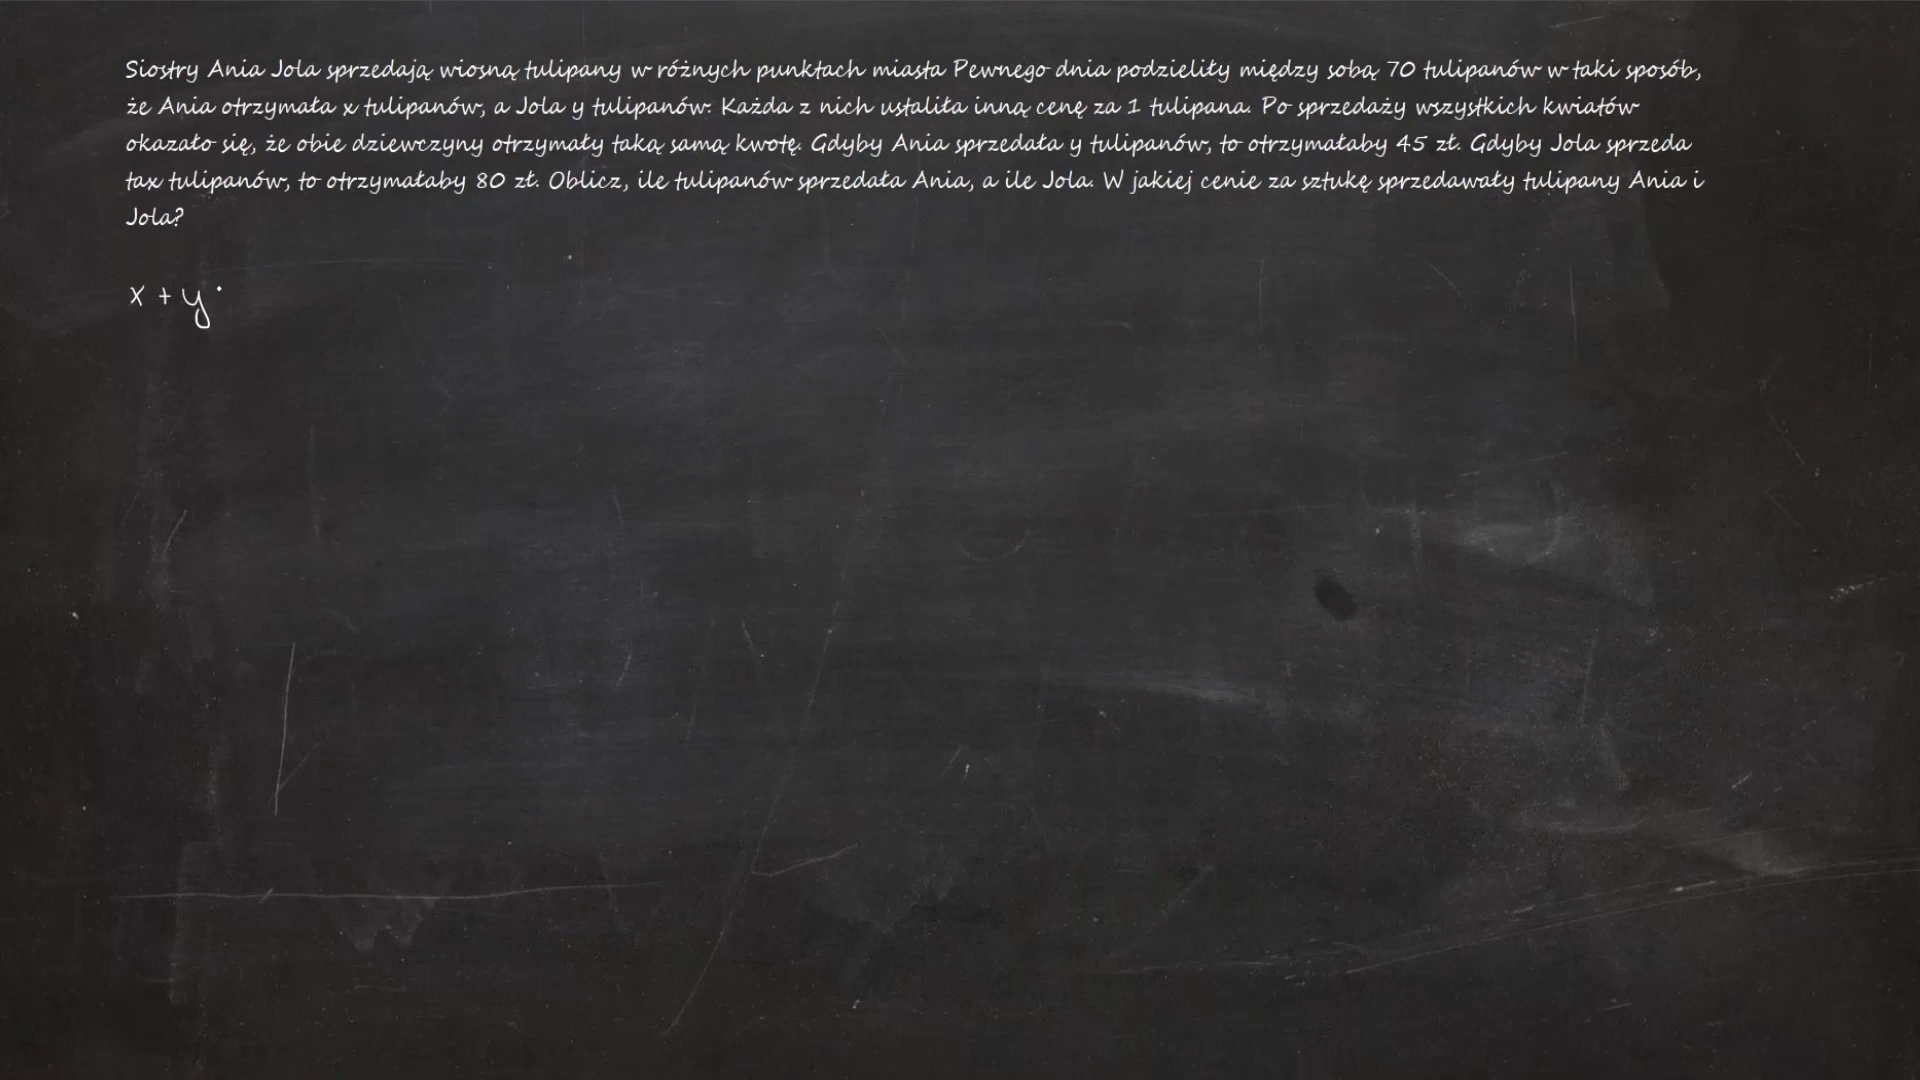 Siostry Ania Jola sprzedają wiosną tulipany w różnych punktach miasta Pewnego dnia podzieliły między sobą 70 tulipanów w taki sposób,
że Ania otrzymała x tulipanów, a Jola y tulipanów. Każda z nich ustaliła inną cenę za 1 tulipana. Po sprzedaży wszystkich kwiatów
okazało się, że obie dziewczyny otrzymały taką samą kwotę. Gdyby Ania sprzedała y tulipanów, to otrzymałaby 45 zł. Gdyby Jola sprzeda
tax tulipanów, to otrzymałaby 80 zł. Oblicz, ile tulipanów sprzedała Ania, a ile Jola. W jakiej cenie za sztukę sprzedawały tulipany Ania i
Jola?
x + y